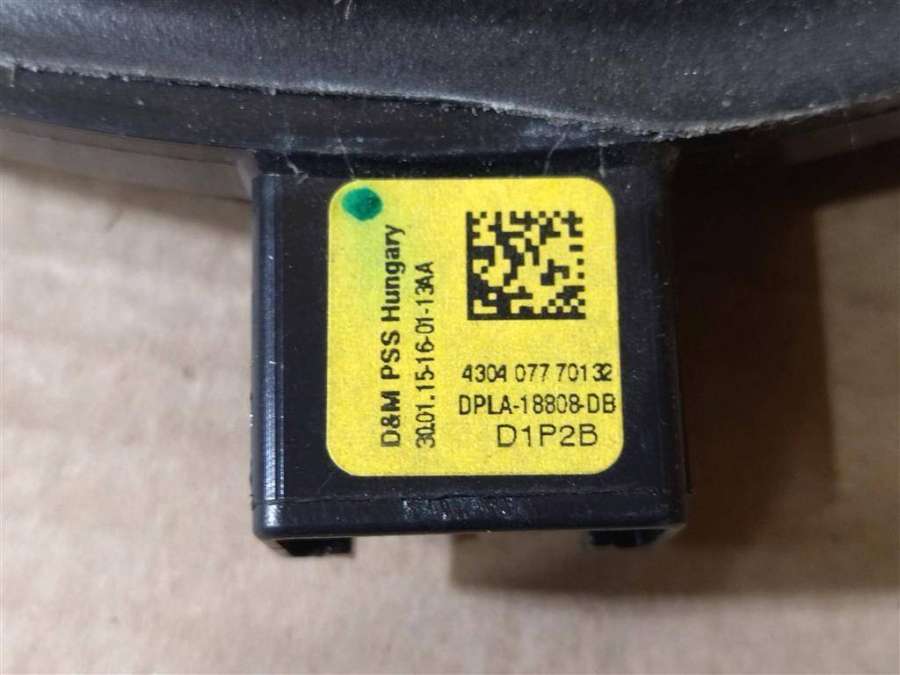 D&M PSS Hungary
30.01.15-16-01-13AA
4304 077 70132
DPLA-18808-DB
D1P2B